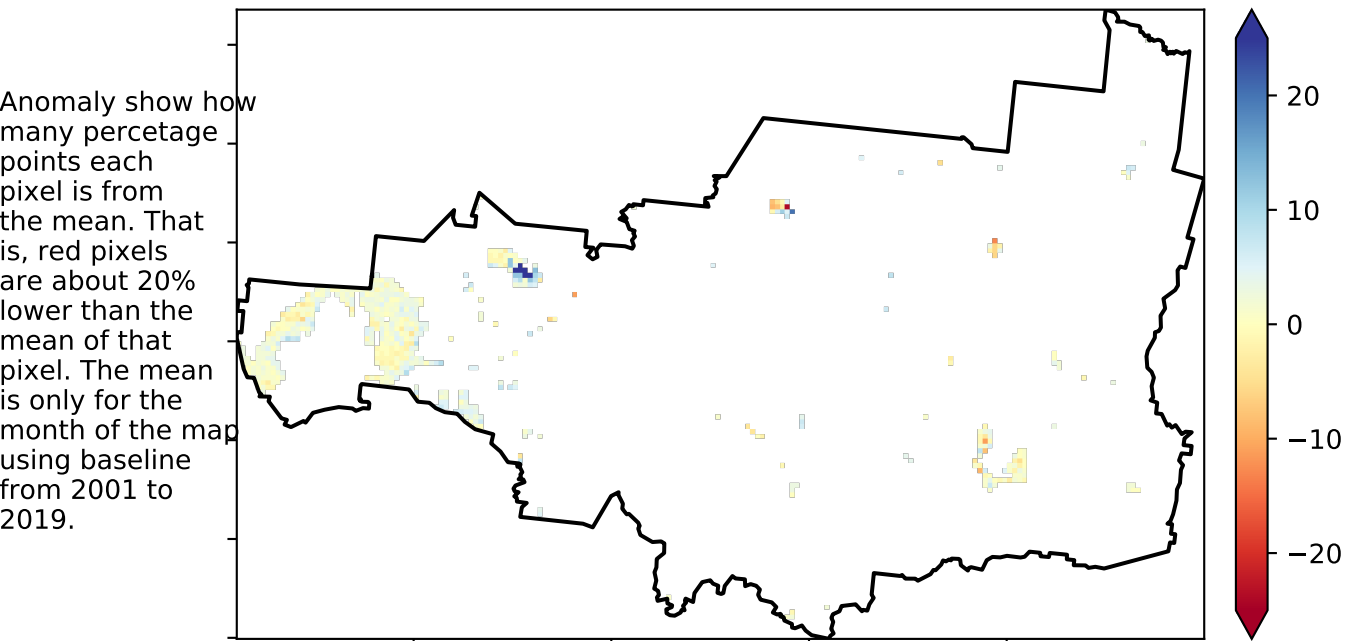 Anomaly show how
many percetage
points each
pixel is from
the mean. That
is, red pixels
are about 20%
lower than the
mean of that
pixel. The mean
is only for the
month of the map
using baseline
from 2001 to
2019.
20
10
0
−10
−20